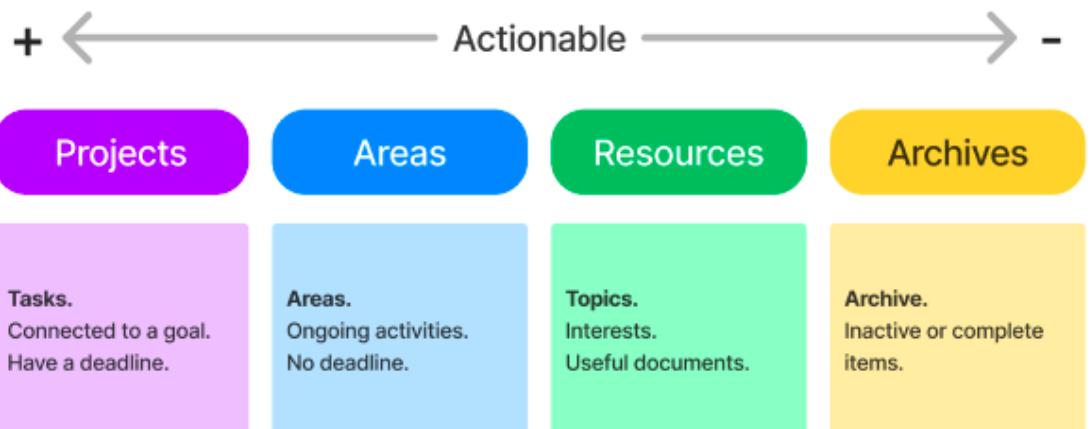 + Actionable -
Projects
Areas
Resources
Archives
Tasks.
Connected to a goal.
Have a deadline.
Areas.
Ongoing activities.
No deadline.
Topics.
Interests.
Useful documents.
Archive.
Inactive or complete
items.